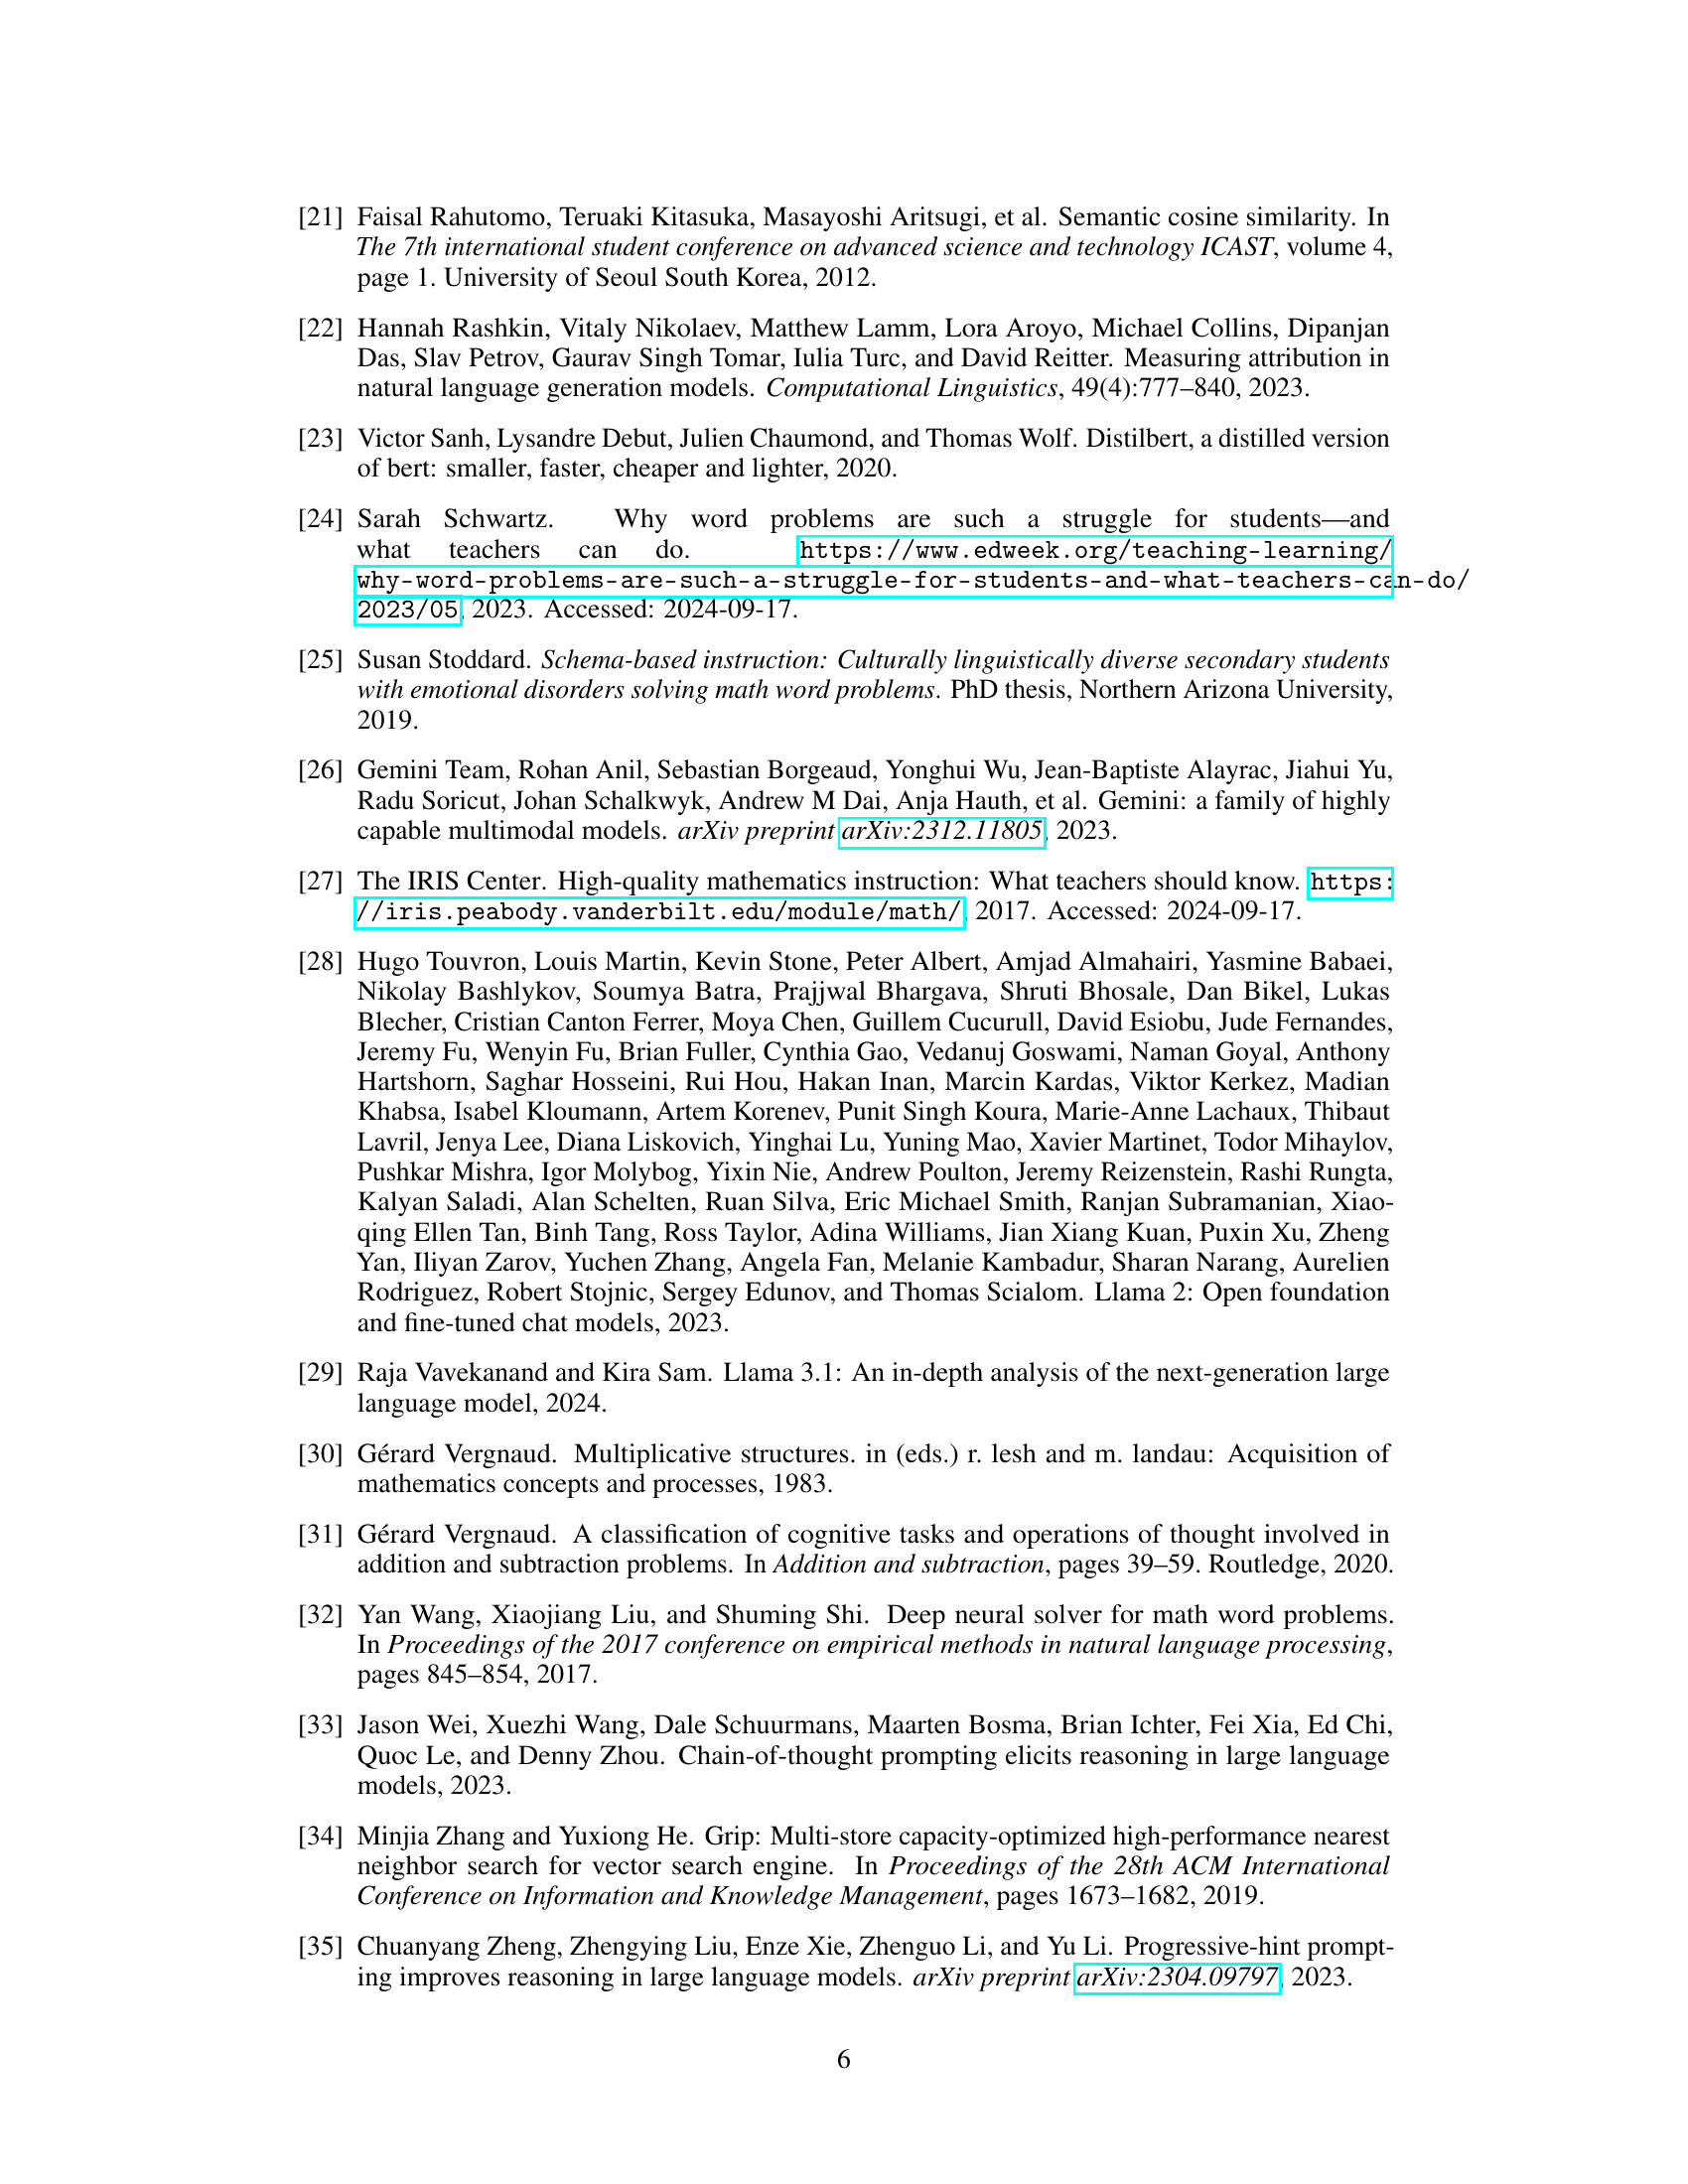 [21] Faisal Rahutomo, Teruaki Kitasuka, Masayoshi Aritsugi, et al. Semantic cosine similarity. In
The 7th international student conference on advanced science and technology ICAST, volume 4,
page 1. University of Seoul South Korea, 2012.
[22] Hannah Rashkin, Vitaly Nikolaev, Matthew Lamm, Lora Aroyo, Michael Collins, Dipanjan
Das, Slav Petrov, Gaurav Singh Tomar, Iulia Turc, and David Reitter. Measuring attribution in
natural language generation models. Computational Linguistics, 49(4):777–840, 2023.
[23] Victor Sanh, Lysandre Debut, Julien Chaumond, and Thomas Wolf. Distilbert, a distilled version
of bert: smaller, faster, cheaper and lighter, 2020.
[24] Sarah Schwartz. Why word problems are such a struggle for students—and
what teachers can do. https://www.edweek.org/teaching-learning/
why-word-problems-are-such-a-struggle-for-students-and-what-teachers-can-do/
2023/05, 2023. Accessed: 2024-09-17.
[25] Susan Stoddard. Schema-based instruction: Culturally linguistically diverse secondary students
with emotional disorders solving math word problems. PhD thesis, Northern Arizona University,
2019.
[26] Gemini Team, Rohan Anil, Sebastian Borgeaud, Yonghui Wu, Jean-Baptiste Alayrac, Jiahui Yu,
Radu Soricut, Johan Schalkwyk, Andrew M Dai, Anja Hauth, et al. Gemini: a family of highly
capable multimodal models. arXiv preprint arXiv:2312.11805, 2023.
[27] The IRIS Center. High-quality mathematics instruction: What teachers should know. https:
//iris.peabody.vanderbilt.edu/module/math/, 2017. Accessed: 2024-09-17.
[28] Hugo Touvron, Louis Martin, Kevin Stone, Peter Albert, Amjad Almahairi, Yasmine Babaei,
Nikolay Bashlykov, Soumya Batra, Prajjwal Bhargava, Shruti Bhosale, Dan Bikel, Lukas
Blecher, Cristian Canton Ferrer, Moya Chen, Guillem Cucurull, David Esiobu, Jude Fernandes,
Jeremy Fu, Wenyin Fu, Brian Fuller, Cynthia Gao, Vedanuj Goswami, Naman Goyal, Anthony
Hartshorn, Saghar Hosseini, Rui Hou, Hakan Inan, Marcin Kardas, Viktor Kerkez, Madian
Khabsa, Isabel Kloumann, Artem Korenev, Punit Singh Koura, Marie-Anne Lachaux, Thibaut
Lavril, Jenya Lee, Diana Liskovich, Yinghai Lu, Yuning Mao, Xavier Martinet, Todor Mihaylov,
Pushkar Mishra, Igor Molybog, Yixin Nie, Andrew Poulton, Jeremy Reizenstein, Rashi Rungta,
Kalyan Saladi, Alan Schelten, Ruan Silva, Eric Michael Smith, Ranjan Subramanian, Xiao-
qing Ellen Tan, Binh Tang, Ross Taylor, Adina Williams, Jian Xiang Kuan, Puxin Xu, Zheng
Yan, Iliyan Zarov, Yuchen Zhang, Angela Fan, Melanie Kambadur, Sharan Narang, Aurelien
Rodriguez, Robert Stojnic, Sergey Edunov, and Thomas Scialom. Llama 2: Open foundation
and fine-tuned chat models, 2023.
[29] Raja Vavekanand and Kira Sam. Llama 3.1: An in-depth analysis of the next-generation large
language model, 2024.
[30] Gérard Vergnaud. Multiplicative structures. in (eds.) r. lesh and m. landau: Acquisition of
mathematics concepts and processes, 1983.
[31] Gérard Vergnaud. A classification of cognitive tasks and operations of thought involved in
addition and subtraction problems. In Addition and subtraction, pages 39–59. Routledge, 2020.
[32] Yan Wang, Xiaojiang Liu, and Shuming Shi. Deep neural solver for math word problems.
In Proceedings of the 2017 conference on empirical methods in natural language processing,
pages 845–854, 2017.
[33] Jason Wei, Xuezhi Wang, Dale Schuurmans, Maarten Bosma, Brian Ichter, Fei Xia, Ed Chi,
Quoc Le, and Denny Zhou. Chain-of-thought prompting elicits reasoning in large language
models, 2023.
[34] Minjia Zhang and Yuxiong He. Grip: Multi-store capacity-optimized high-performance nearest
neighbor search for vector search engine. In Proceedings of the 28th ACM International
Conference on Information and Knowledge Management, pages 1673–1682, 2019.
[35] Chuanyang Zheng, Zhengying Liu, Enze Xie, Zhenguo Li, and Yu Li. Progressive-hint prompt-
ing improves reasoning in large language models. arXiv preprint arXiv:2304.09797, 2023.
6